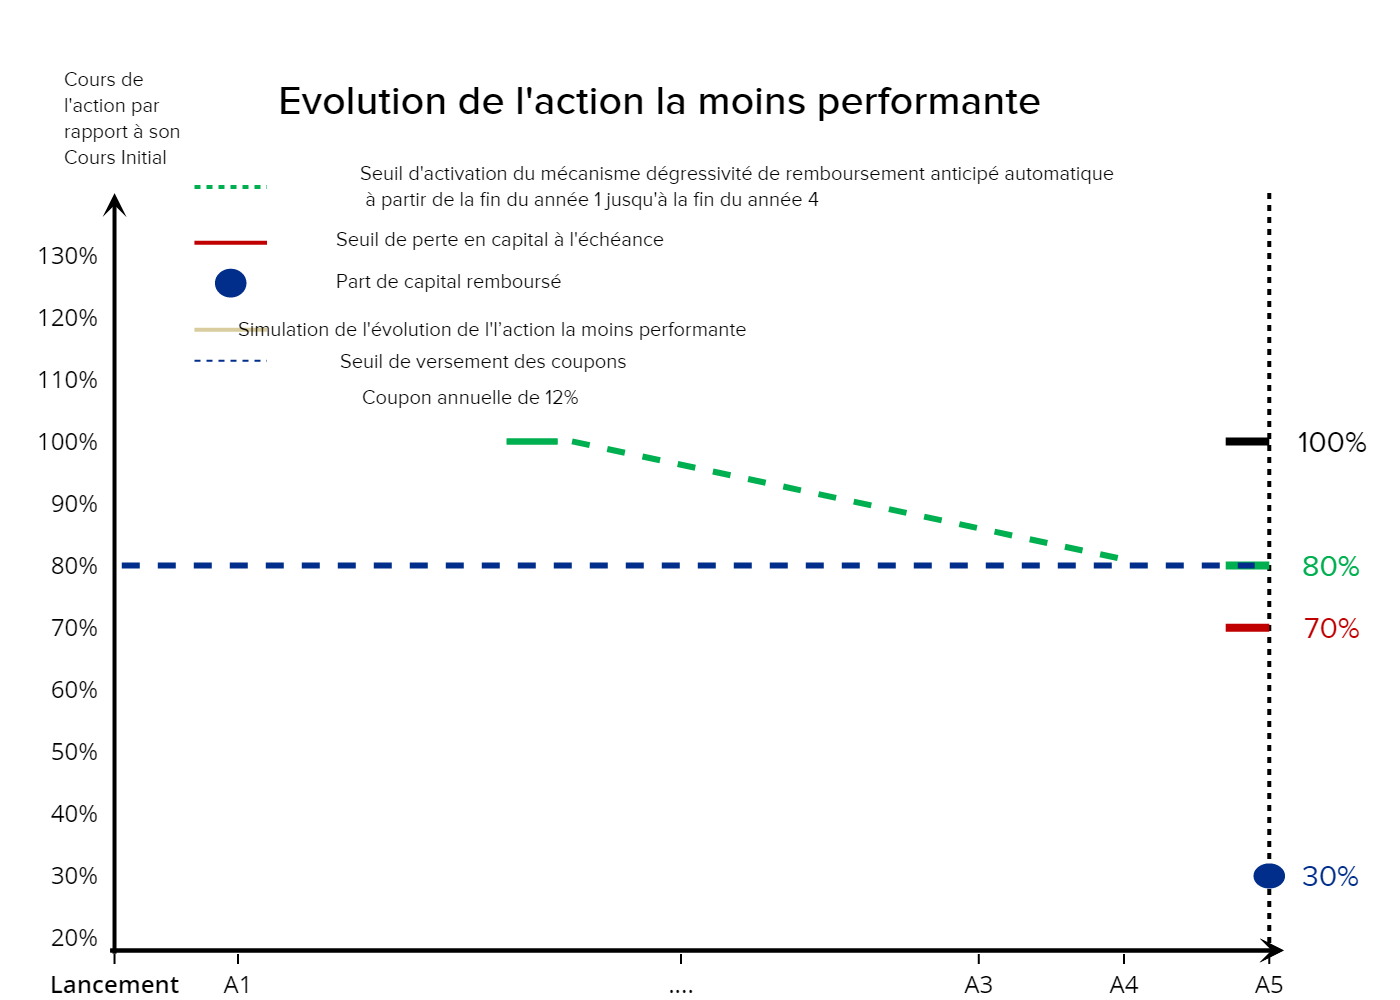 Cours de
l'action par
rapport à son
Cours Initial
Evolution de l'action la moins performante
Seuil d'activation du mécanisme dégressivité de remboursement anticipé automatique
à partir de la fin du année 1 jusqu'à la fin du année 4
Seuil de perte en capital à l'échéance
Part de capital remboursé
Simulation de l'évolution de l'l’action la moins performante
Seuil de versement des coupons
Coupon annuelle de 12%
130%
120%
110%
100%
90%
80%
70%
60%
50%
40%
30%
20%
100%
80%
70%
30%
Lancement
A1
....
A3
A4
A5